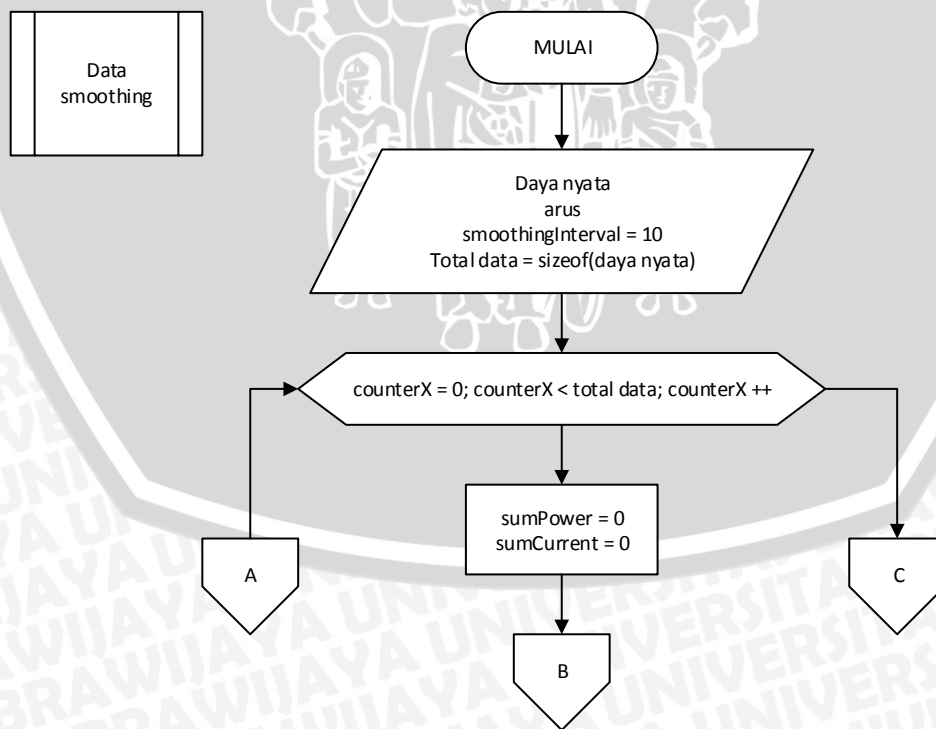 Data
smoothing
MULAI
Daya nyata
arus
smoothingInterval = 10
Total data = sizeof(daya nyata)
counterX = 0; counterX < total data; counterX ++
sumPower = 0
sumCurrent = 0
A
C
B